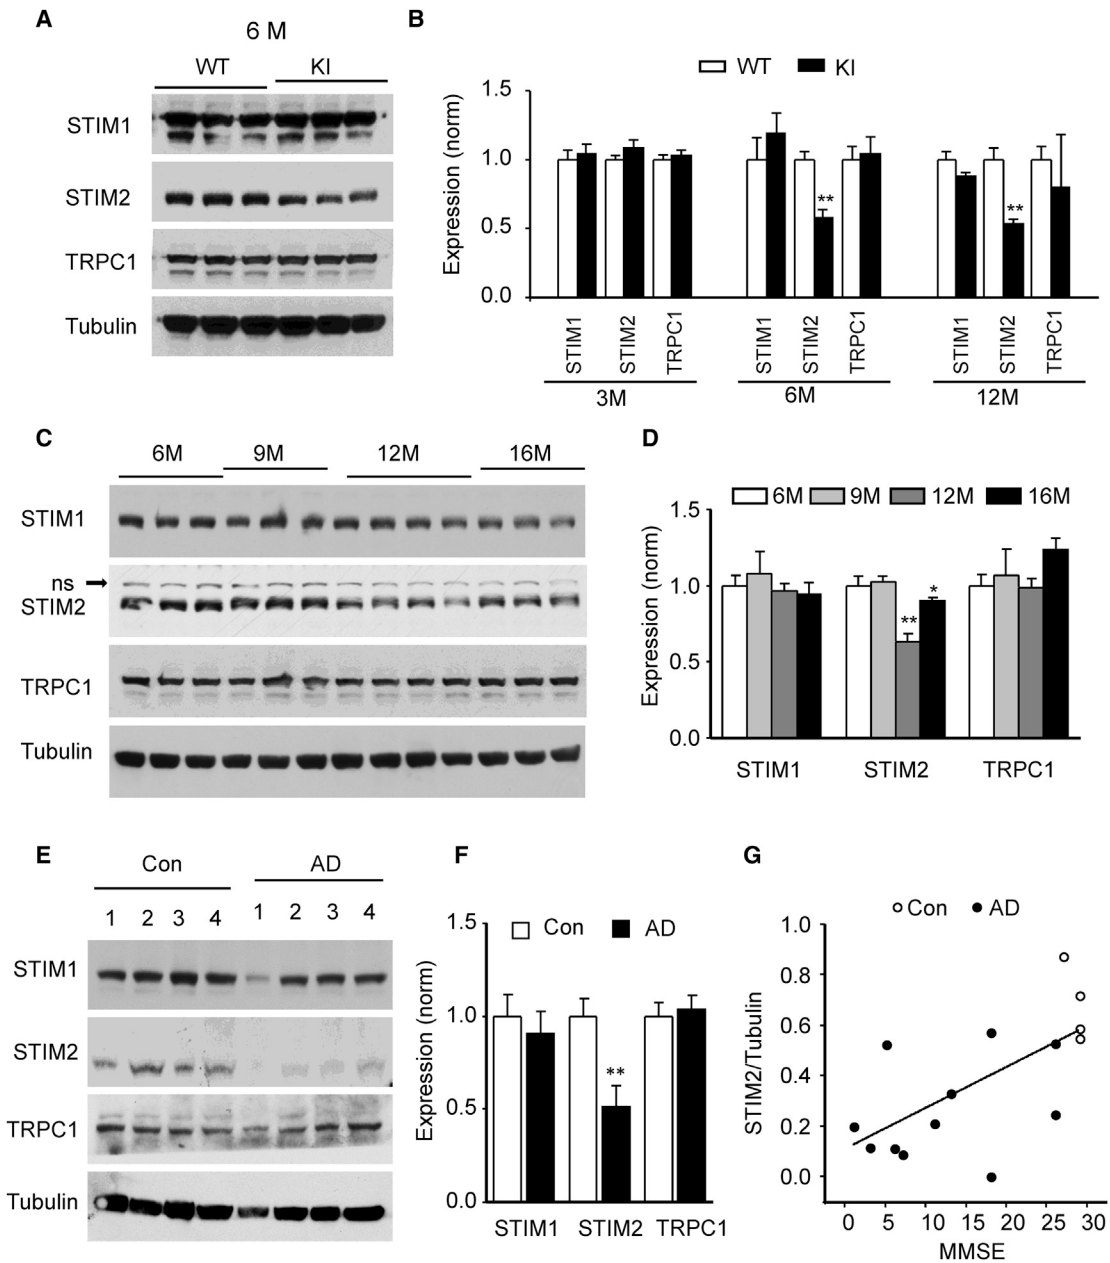 A
6 M
WT KI
STIM1
STIM2
TRPC1
Tubulin
B
WT KI
Expression (norm)
1.5
1.0
0.5
0.0
** **
STIM1 STIM2 TRPC1 STIM1 STIM2 TRPC1 STIM1 STIM2 TRPC1
3M 6M 12M
C
6M 9M 12M 16M
STIM1
ns
STIM2
TRPC1
Tubulin
D
6M 9M 12M 16M
Expression (norm)
1.5
1.0
0.5
0.0
** *
STIM1 STIM2 TRPC1
E
Con AD
1 2 3 4 1 2 3 4
STIM1
STIM2
TRPC1
Tubulin
F
Con AD
Expression (norm)
1.5
1.0
0.5
0.0
**
STIM1 STIM2 TRPC1
G
Con AD
STIM2/Tubulin
1.0
0.8
0.6
0.4
0.2
0.0
0 5 10 15 20 25 30
MMSE